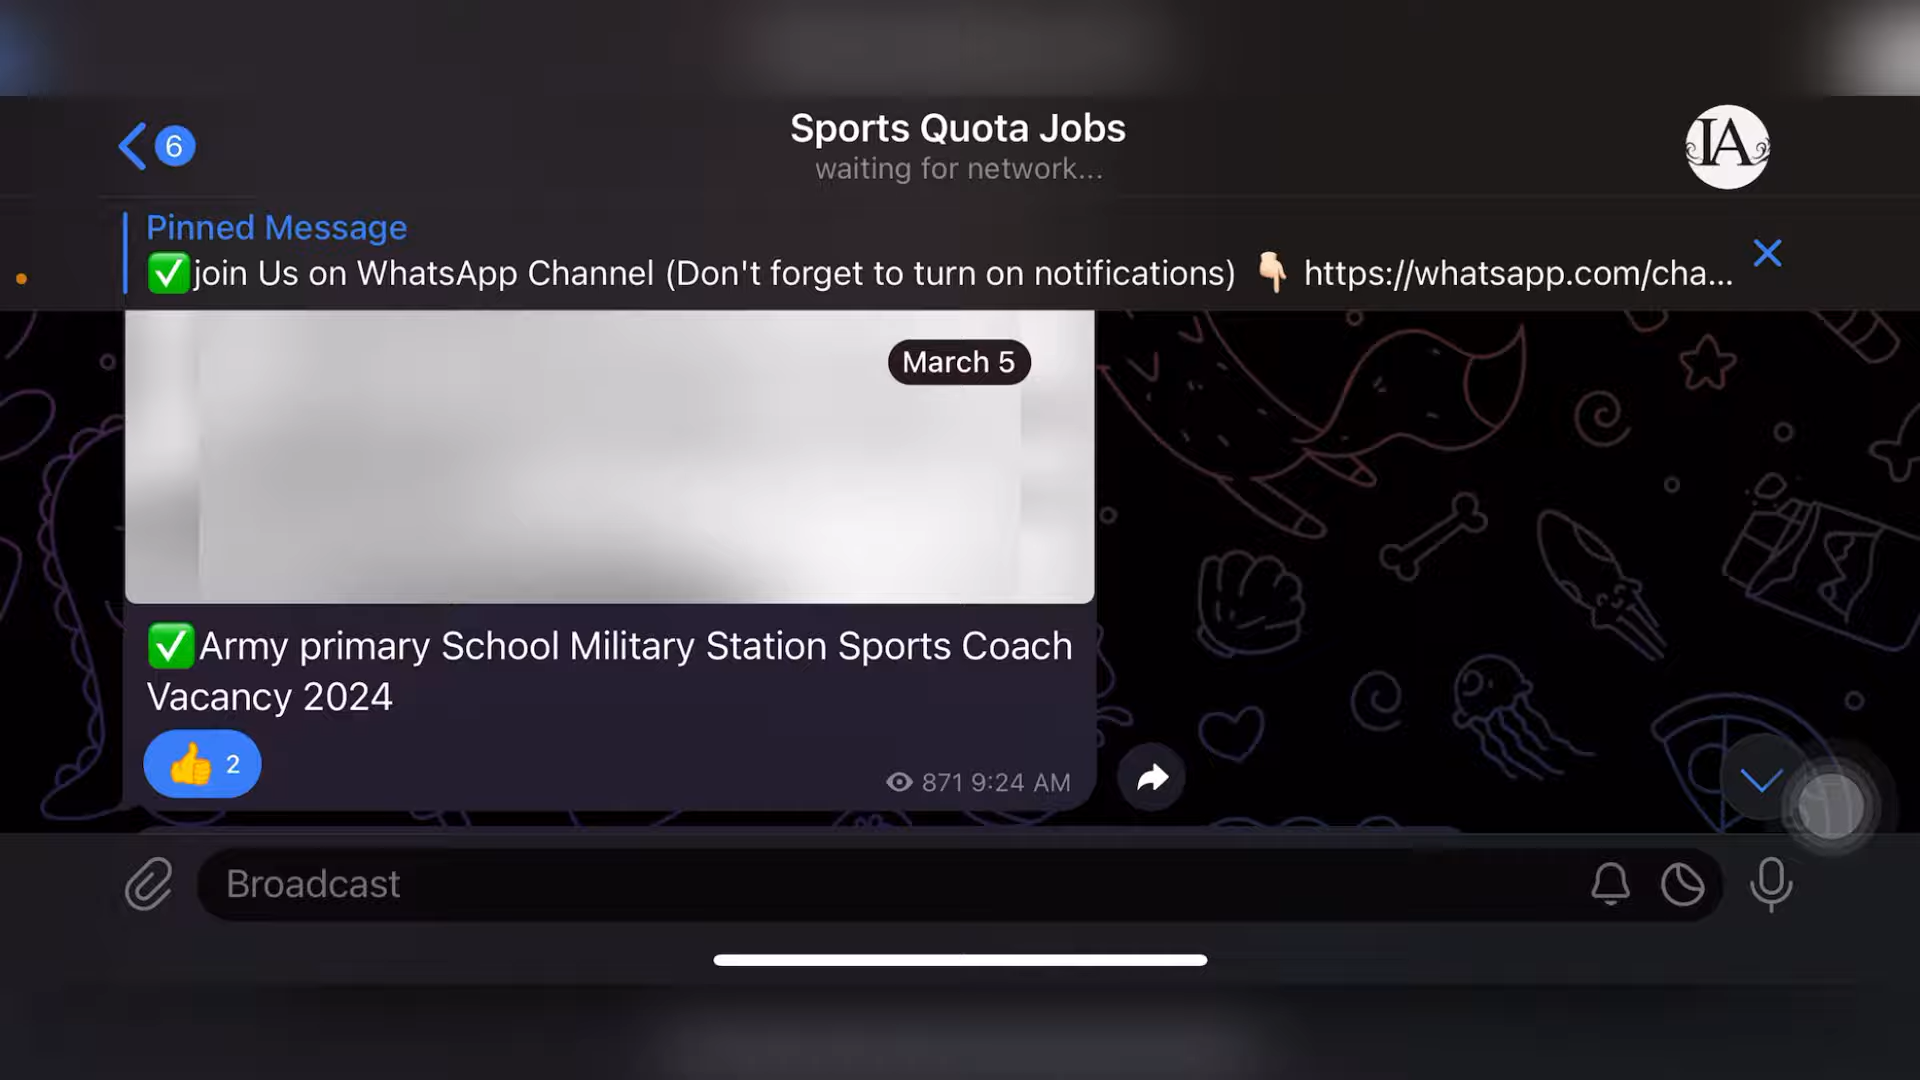 6
Sports Quota Jobs
waiting for network...
IA
Pinned Message
✅join Us on WhatsApp Channel (Don't forget to turn on notifications) 👇🏻 https://whatsapp.com/cha...
March 5
✅Army primary School Military Station Sports Coach
Vacancy 2024
👍 2
871 9:24 AM
Broadcast